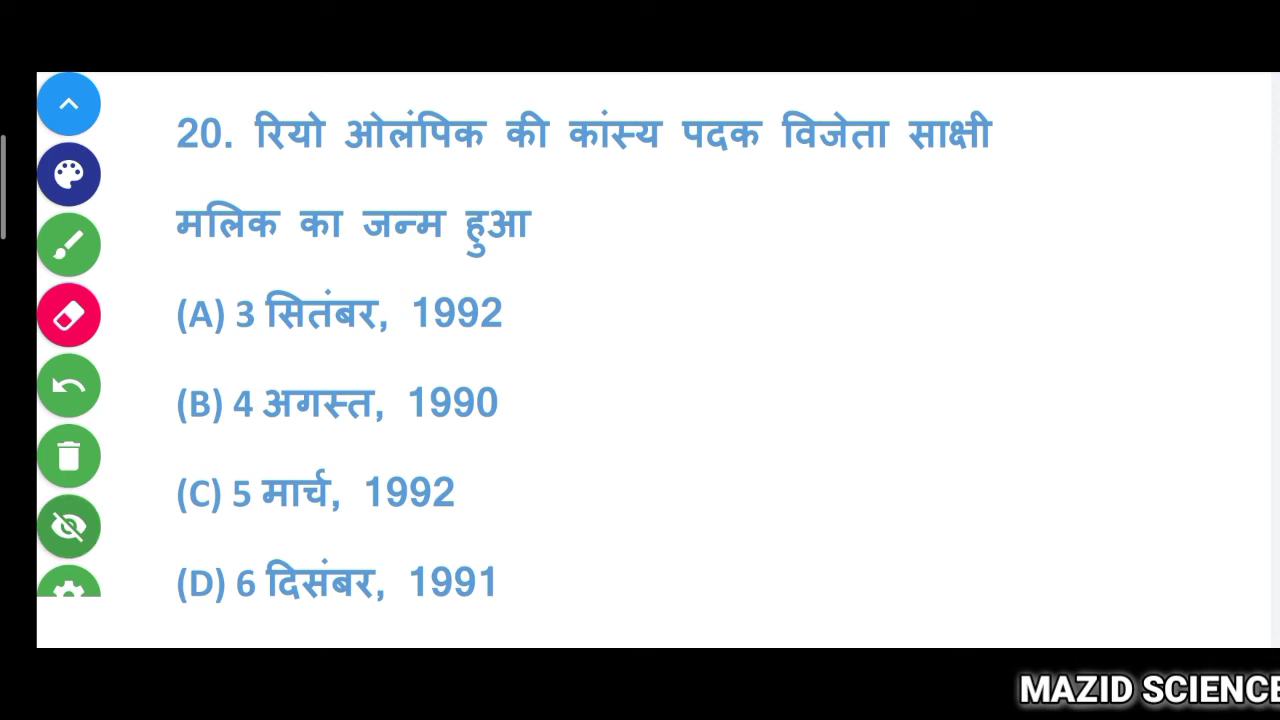 20. रियो ओलंपिक की कांस्य पदक विजेता साक्षी
मलिक का जन्म हुआ
(A) 3 सितंबर, 1992
(B) 4 अगस्त, 1990
(C) 5 मार्च, 1992
(D) 6 दिसंबर, 1991
MAZID SCIENCE